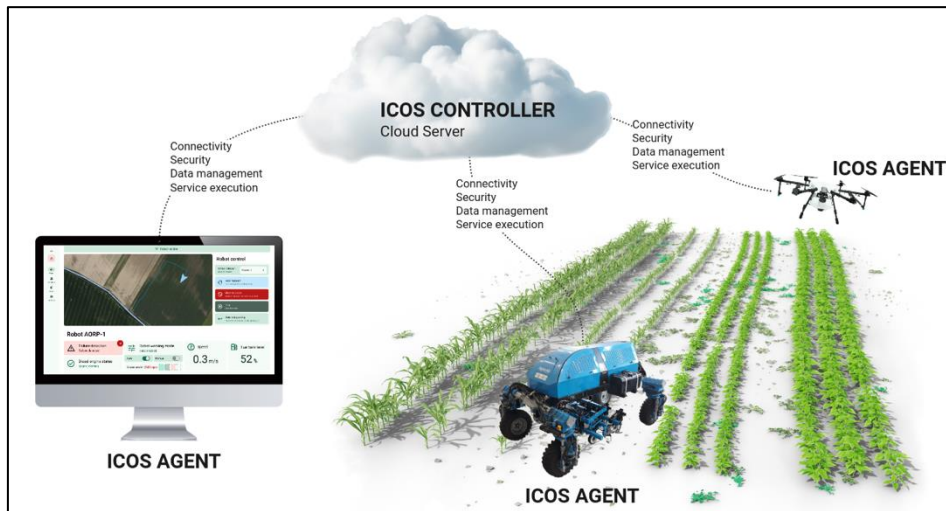 ICOS CONTROLLER
Cloud Server
Connectivity
Security
Data management
Service execution
Connectivity
Security
Data management
Service execution
Connectivity
Security
Data management
Service execution
ICOS AGENT
Robot control
Robot AORP-1
0.3 m/s
52 %
ICOS AGENT
ICOS AGENT